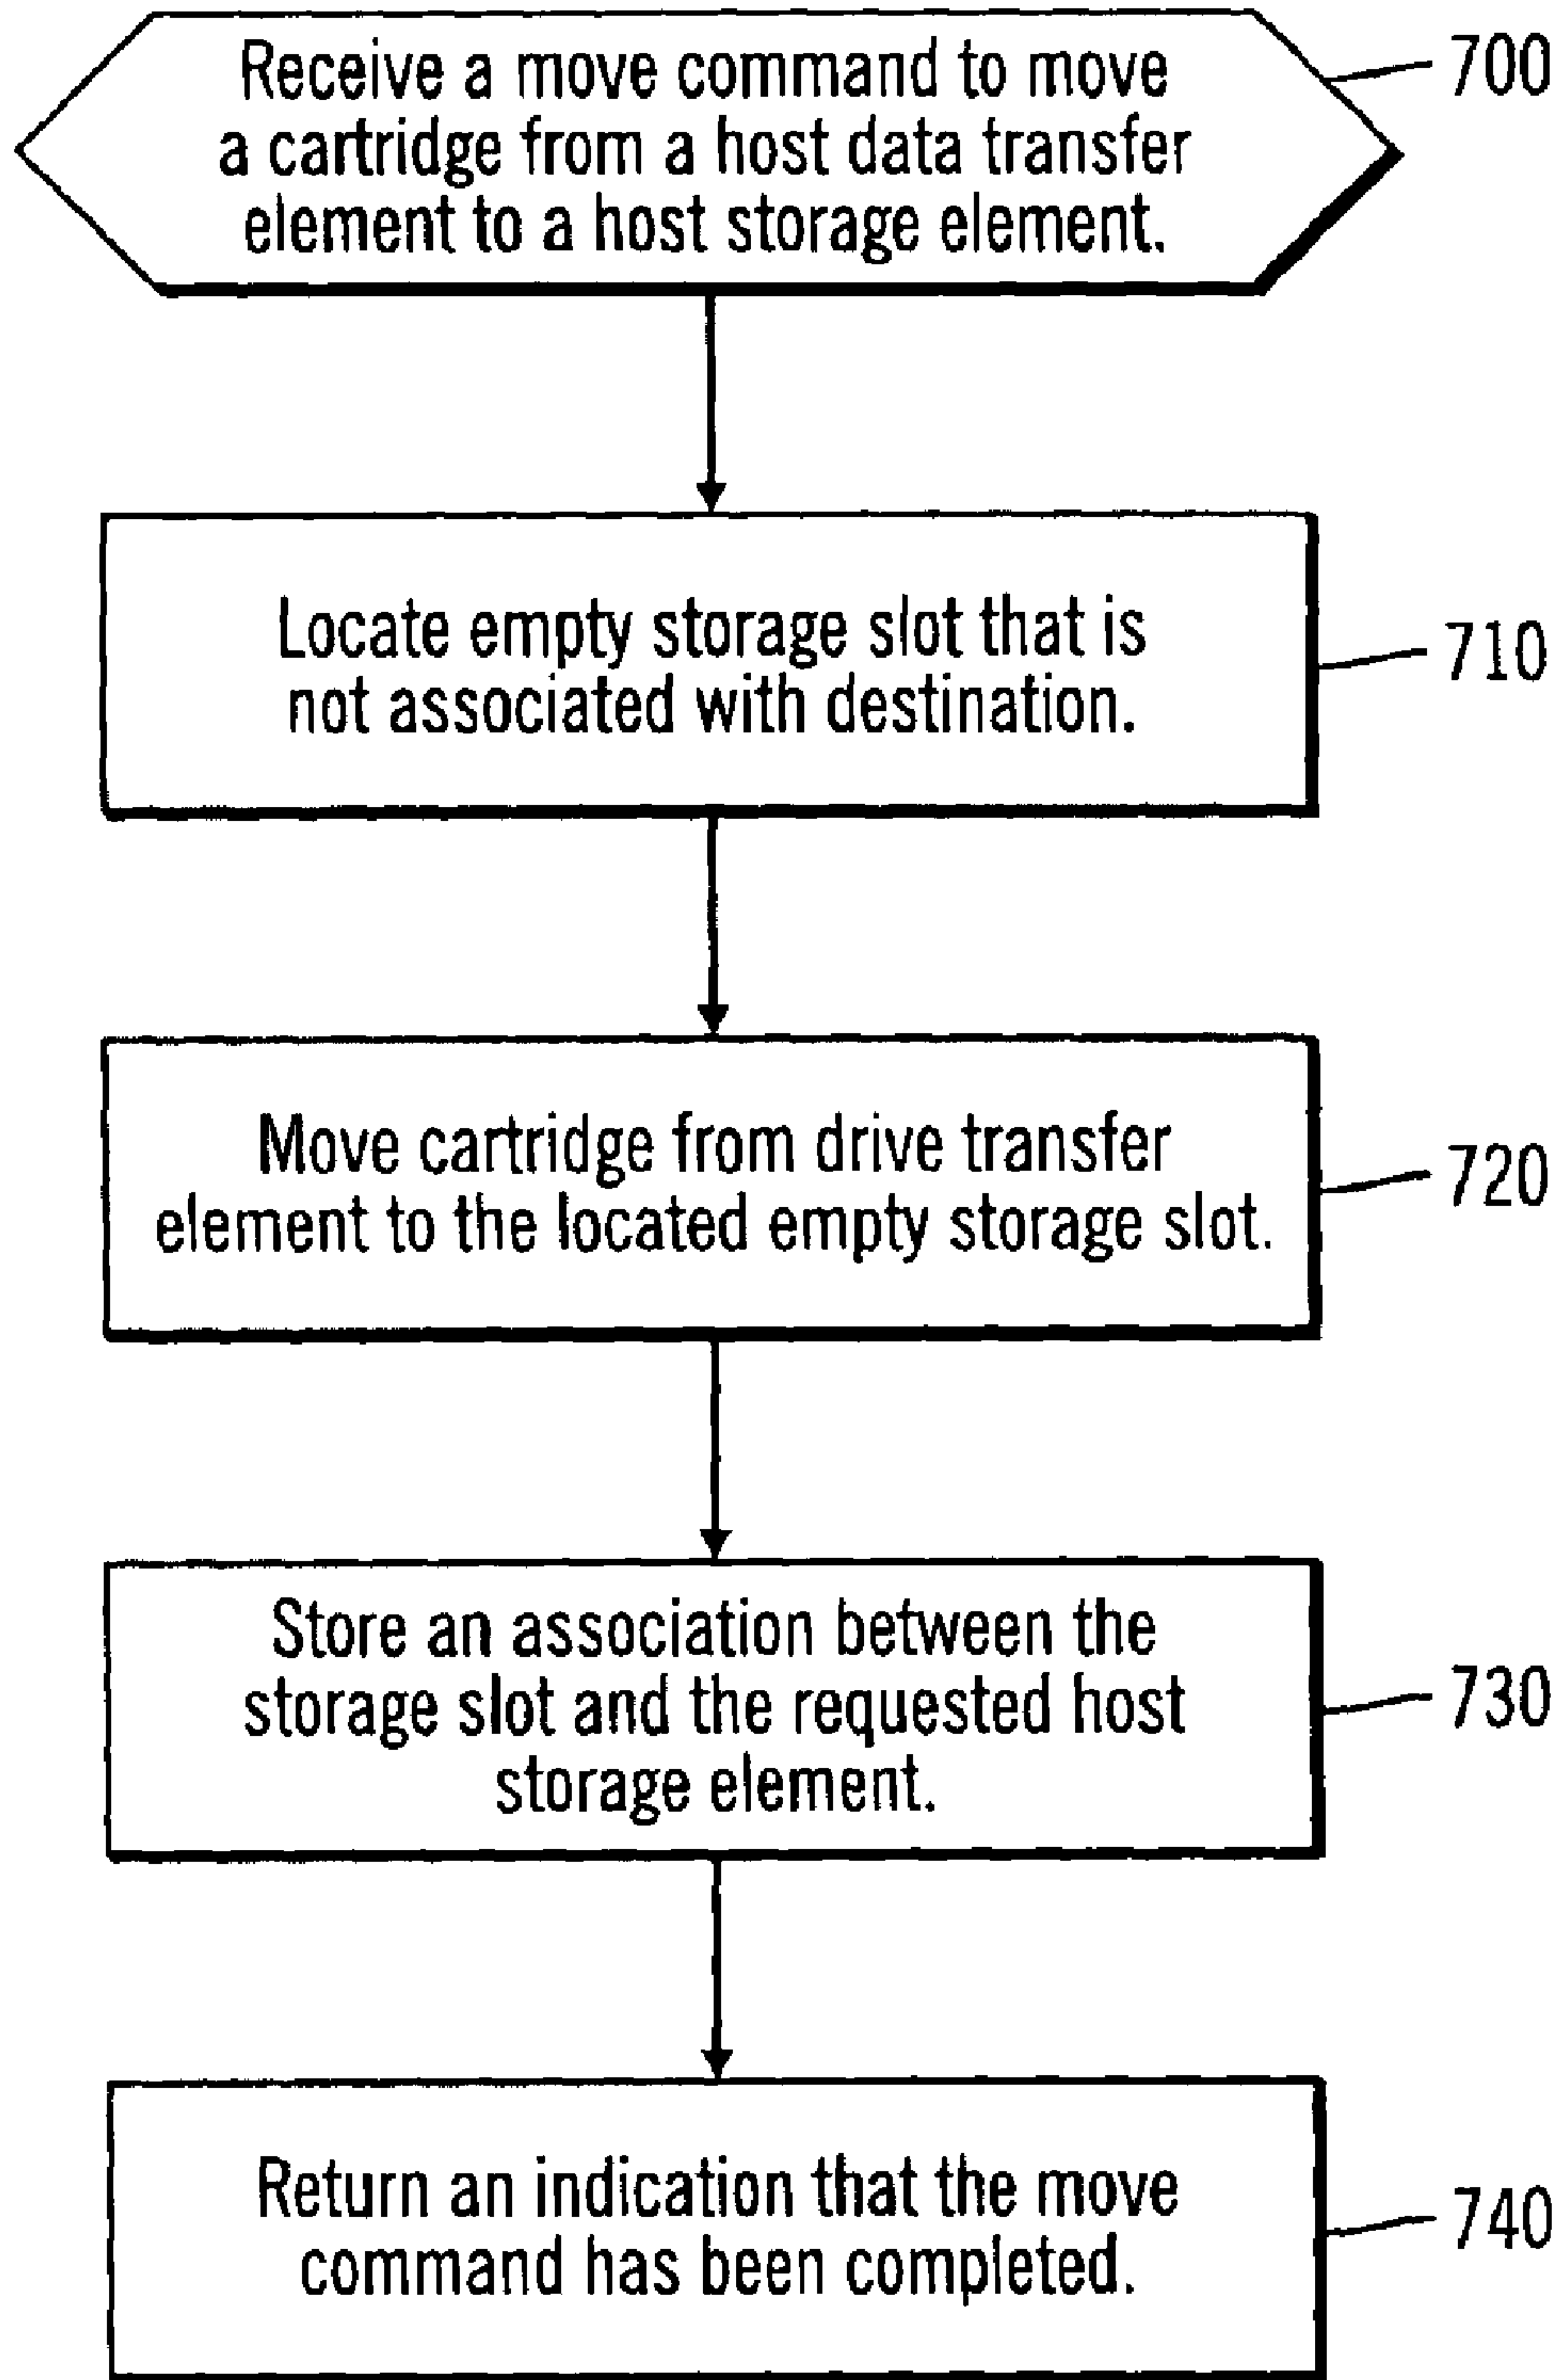 Receive a move command to move
a cartridge from a host data transfer
element to a host storage element.
700
Locate empty storage slot that is
not associated with destination.
710
Move cartridge from drive transfer
element to the located empty storage slot.
720
Store an association between the
storage slot and the requested host
storage element.
730
Return an indication that the move
command has been completed.
740